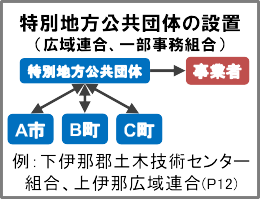 特別地方公共団体の設置
（広域連合、一部事務組合）
特別地方公共団体
事業者
A市
B町
C町
例：下伊那郡土木技術センター
組合、上伊那広域連合(P12)